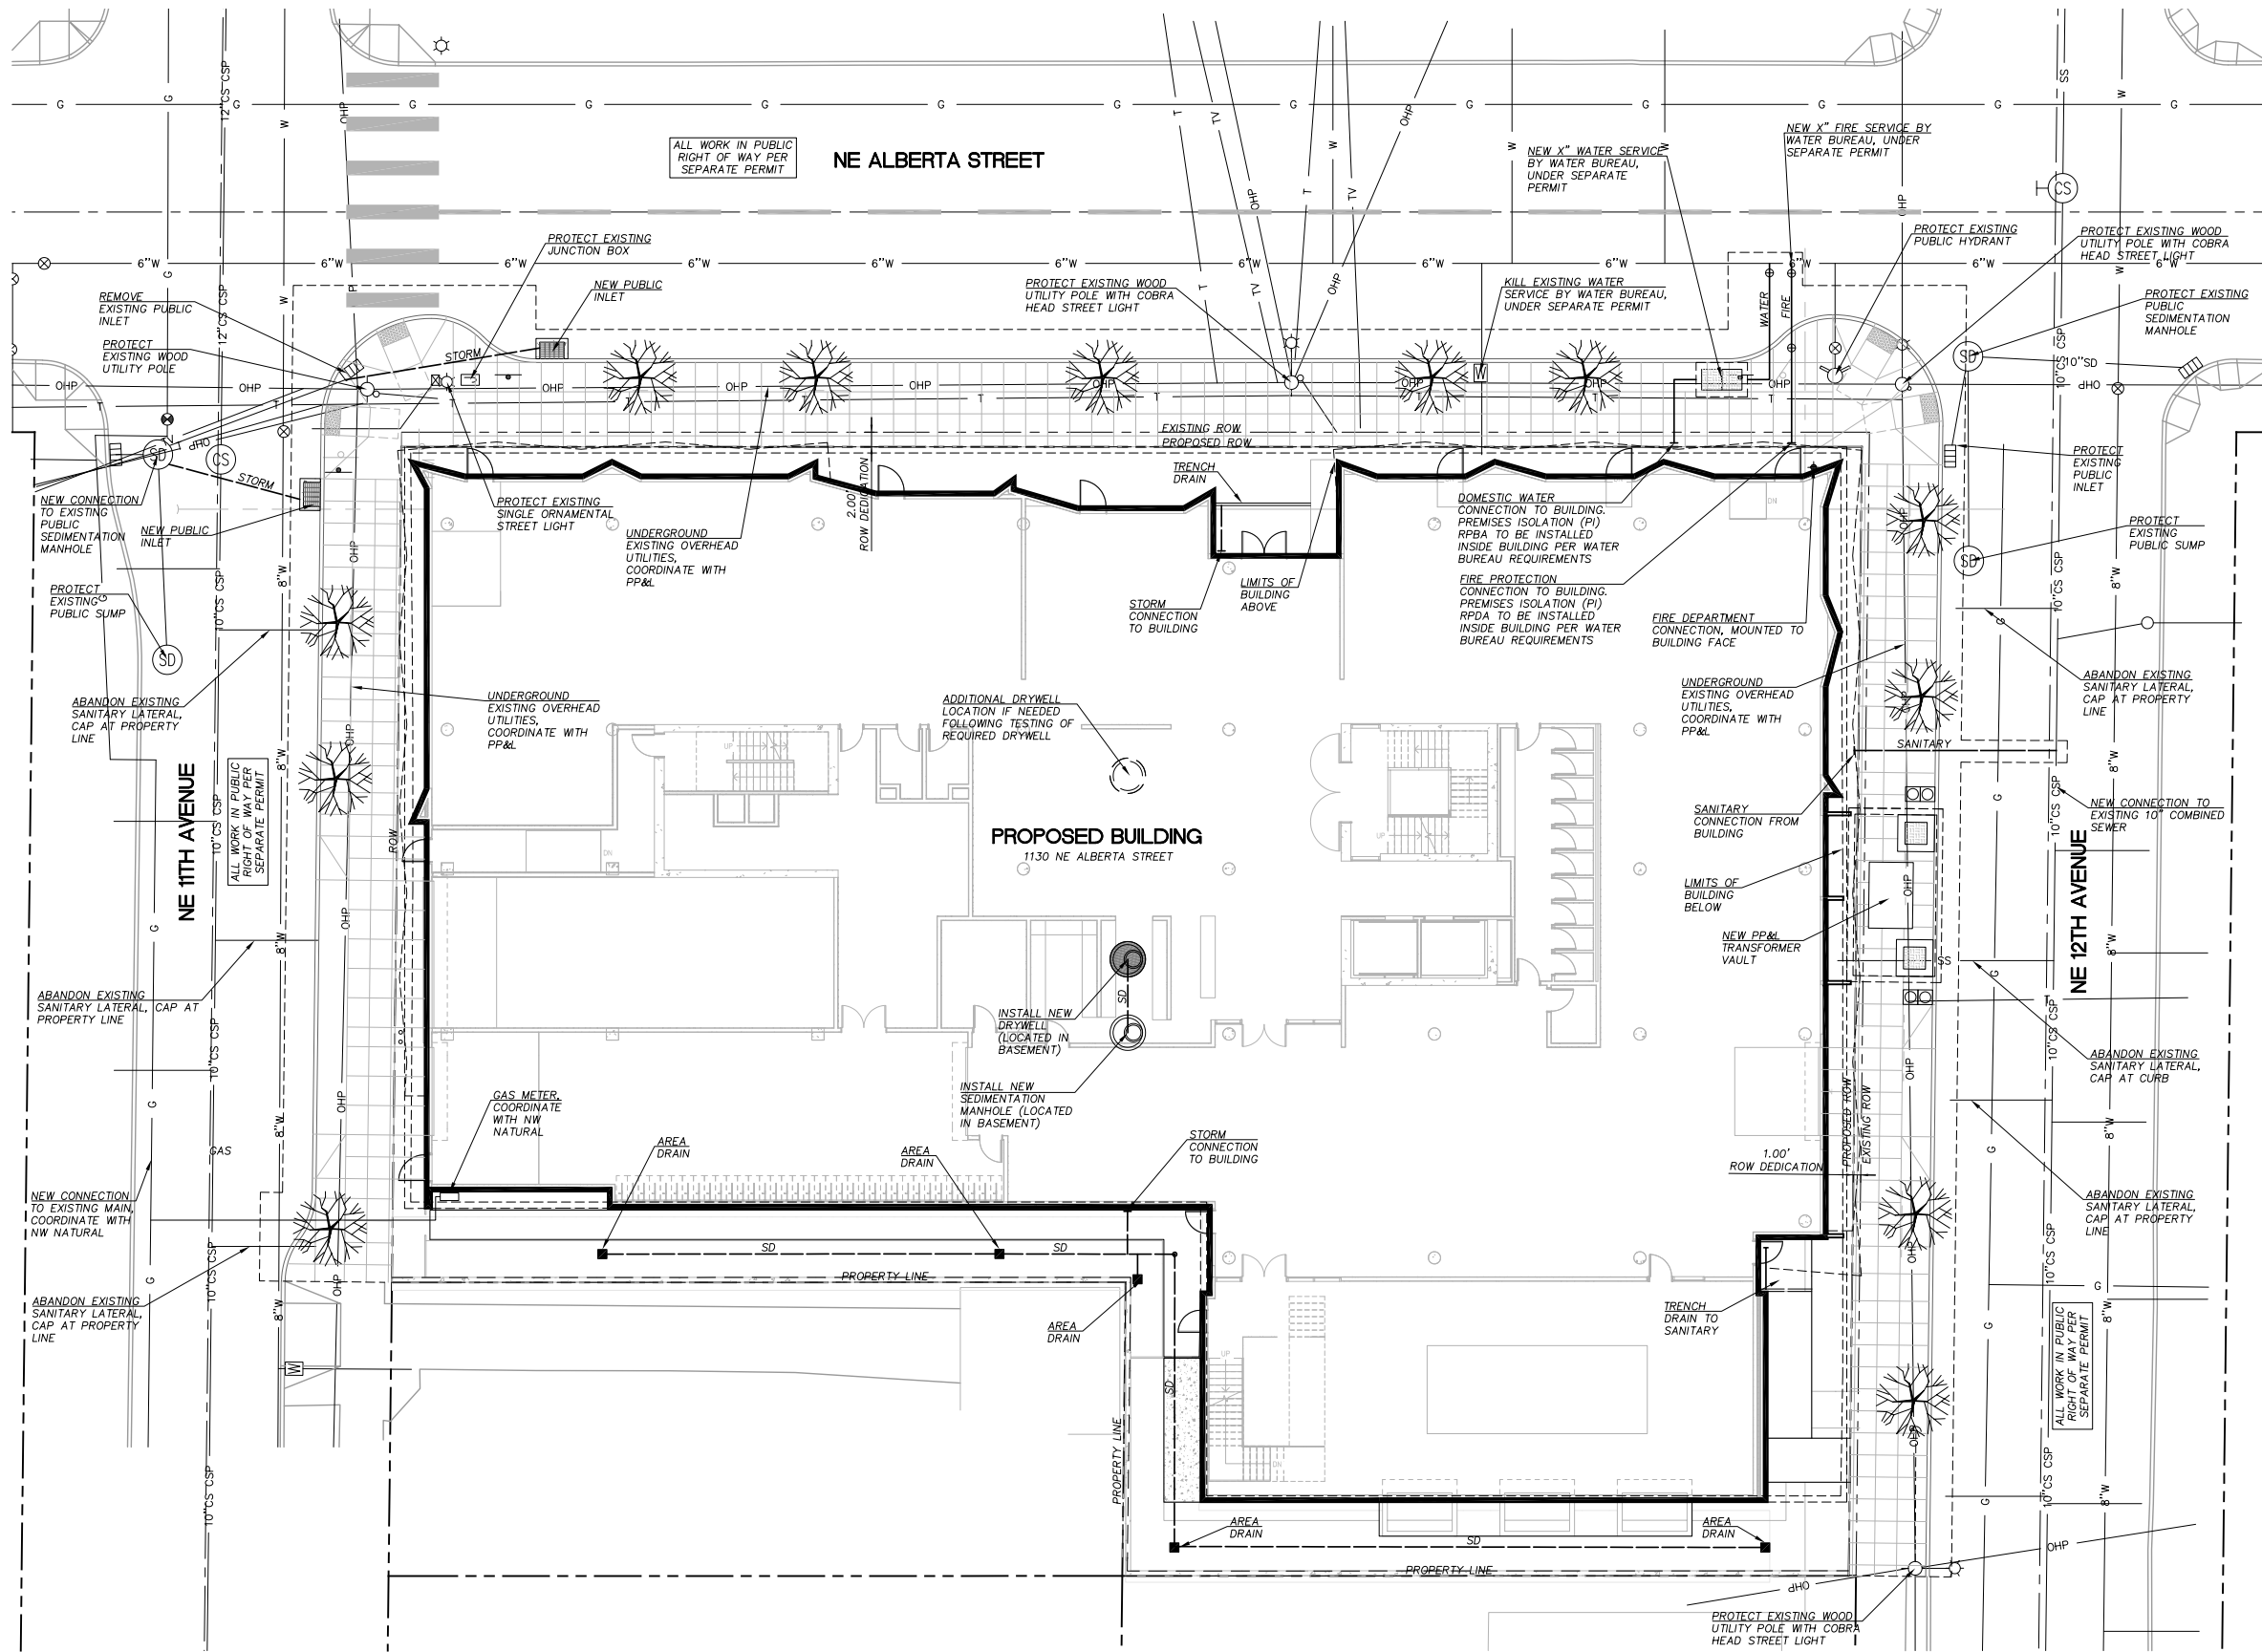 ALL WORK IN PUBLIC
RIGHT OF WAY PER
SEPARATE PERMIT
NE ALBERTA STREET
NEW X" WATER SERVICE
BY WATER BUREAU,
UNDER SEPARATE
PERMIT
NEW X" FIRE SERVICE BY
WATER BUREAU, UNDER
SEPARATE PERMIT
PROTECT EXISTING
JUNCTION BOX
NEW PUBLIC
INLET
PROTECT EXISTING WOOD
UTILITY POLE WITH COBRA
HEAD STREET LIGHT
KILL EXISTING WATER
SERVICE BY WATER BUREAU,
UNDER SEPARATE PERMIT
WATER
FIRE
PROTECT EXISTING
PUBLIC HYDRANT
PROTECT EXISTING WOOD
UTILITY POLE WITH COBRA
HEAD STREET LIGHT
PROTECT EXISTING
PUBLIC
SEDIMENTATION
MANHOLE
REMOVE
EXISTING PUBLIC
INLET
PROTECT
EXISTING WOOD
UTILITY POLE
STORM
STORM
EXISTING ROW
PROPOSED ROW
2.00'
ROW DEDICATION
NEW CONNECTION
TO EXISTING
PUBLIC
SEDIMENTATION
MANHOLE
NEW PUBLIC
INLET
PROTECT EXISTING
SINGLE ORNAMENTAL
STREET LIGHT
UNDERGROUND
EXISTING OVERHEAD
UTILITIES,
COORDINATE WITH
PP&L
TRENCH
DRAIN
STORM
CONNECTION
TO BUILDING
LIMITS OF
BUILDING
ABOVE
DOMESTIC WATER
CONNECTION TO BUILDING.
PREMISES ISOLATION (PI)
RPBA TO BE INSTALLED
INSIDE BUILDING PER WATER
BUREAU REQUIREMENTS
FIRE PROTECTION
CONNECTION TO BUILDING.
PREMISES ISOLATION (PI)
RPDA TO BE INSTALLED
INSIDE BUILDING PER WATER
BUREAU REQUIREMENTS
FIRE DEPARTMENT
CONNECTION, MOUNTED TO
BUILDING FACE
PROTECT
EXISTING
PUBLIC
INLET
PROTECT
EXISTING
PUBLIC SUMP
PROTECT
EXISTING
PUBLIC SUMP
ABANDON EXISTING
SANITARY LATERAL,
CAP AT PROPERTY
LINE
UNDERGROUND
EXISTING OVERHEAD
UTILITIES,
COORDINATE WITH
PP&L
ADDITIONAL DRYWELL
LOCATION IF NEEDED
FOLLOWING TESTING OF
REQUIRED DRYWELL
UNDERGROUND
EXISTING OVERHEAD
UTILITIES,
COORDINATE WITH
PP&L
ABANDON EXISTING
SANITARY LATERAL,
CAP AT PROPERTY
LINE
SANITARY
NE 11TH AVENUE
ALL WORK IN PUBLIC
RIGHT OF WAY PER
SEPARATE PERMIT
ROW
PROPOSED BUILDING
1130 NE ALBERTA STREET
SANITARY
CONNECTION FROM
BUILDING
NEW CONNECTION TO
EXISTING 10" COMBINED
SEWER
NE 12TH AVENUE
LIMITS OF
BUILDING
BELOW
NEW PP&L
TRANSFORMER
VAULT
ABANDON EXISTING
SANITARY LATERAL, CAP AT
PROPERTY LINE
INSTALL NEW
DRYWELL
(LOCATED IN
BASEMENT)
SD
INSTALL NEW
SEDIMENTATION
MANHOLE (LOCATED
IN BASEMENT)
ABANDON EXISTING
SANITARY LATERAL,
CAP AT CURB
GAS METER,
COORDINATE
WITH NW
NATURAL
GAS
AREA
DRAIN
AREA
DRAIN
STORM
CONNECTION
TO BUILDING
1.00'
ROW DEDICATION
PROPOSED ROW
EXISTING ROW
NEW CONNECTION
TO EXISTING MAIN,
COORDINATE WITH
NW NATURAL
ABANDON EXISTING
SANITARY LATERAL,
CAP AT PROPERTY
LINE
SD
SD
PROPERTY LINE
ABANDON EXISTING
SANITARY LATERAL,
CAP AT PROPERTY
LINE
AREA
DRAIN
TRENCH
DRAIN TO
SANITARY
ALL WORK IN PUBLIC
RIGHT OF WAY PER
SEPARATE PERMIT
SD
PROPERTY LINE
AREA
DRAIN
SD
AREA
DRAIN
PROPERTY LINE
OHP
OHP
PROTECT EXISTING WOOD
UTILITY POLE WITH COBRA
HEAD STREET LIGHT